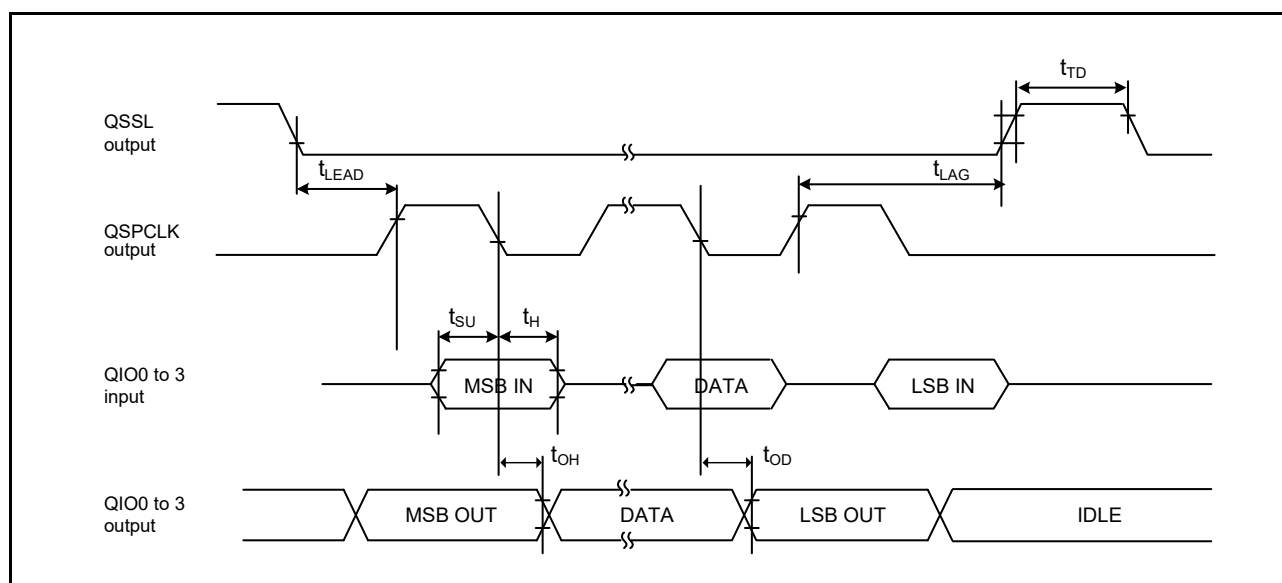 t_TD
QSSL
output
t_LEAD
t_LAG
QSPCLK
output
t_SU
t_H
QIO0 to 3
input
MSB IN
DATA
LSB IN
t_OH
t_OD
QIO0 to 3
output
MSB OUT
DATA
LSB OUT
IDLE